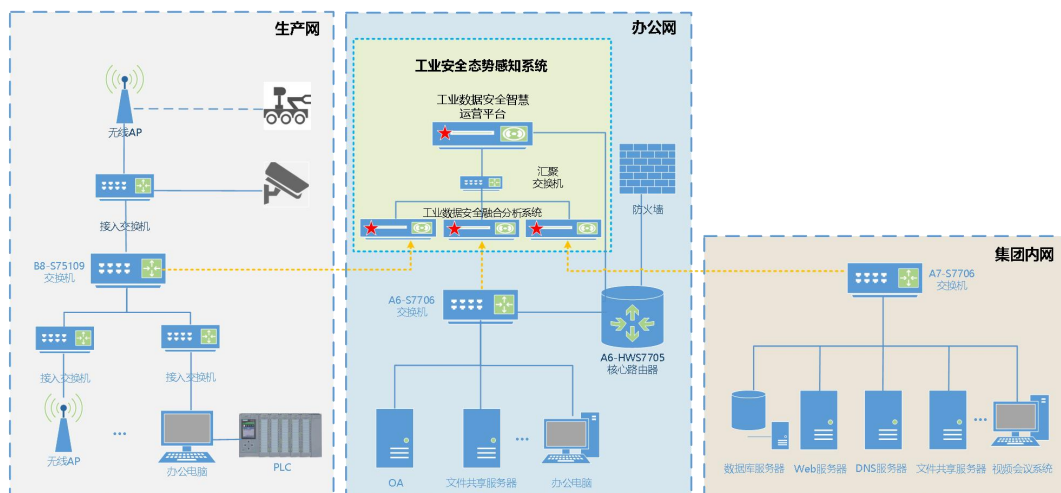 生产网
无线AP
接入交换机
B8-S75109
交换机
接入交换机
接入交换机
无线AP
...
办公电脑
PLC
办公网
工业安全态势感知系统
工业数据安全智慧
运营平台
汇聚
交换机
工业数据安全融合分析系统
防火墙
A6-S7706
交换机
A6-HWS7705
核心路由器
OA
文件共享服务器
...
办公电脑
集团内网
A7-S7706
交换机
数据库服务器
Web服务器
DNS服务器
文件共享服务器
...
视频会议系统